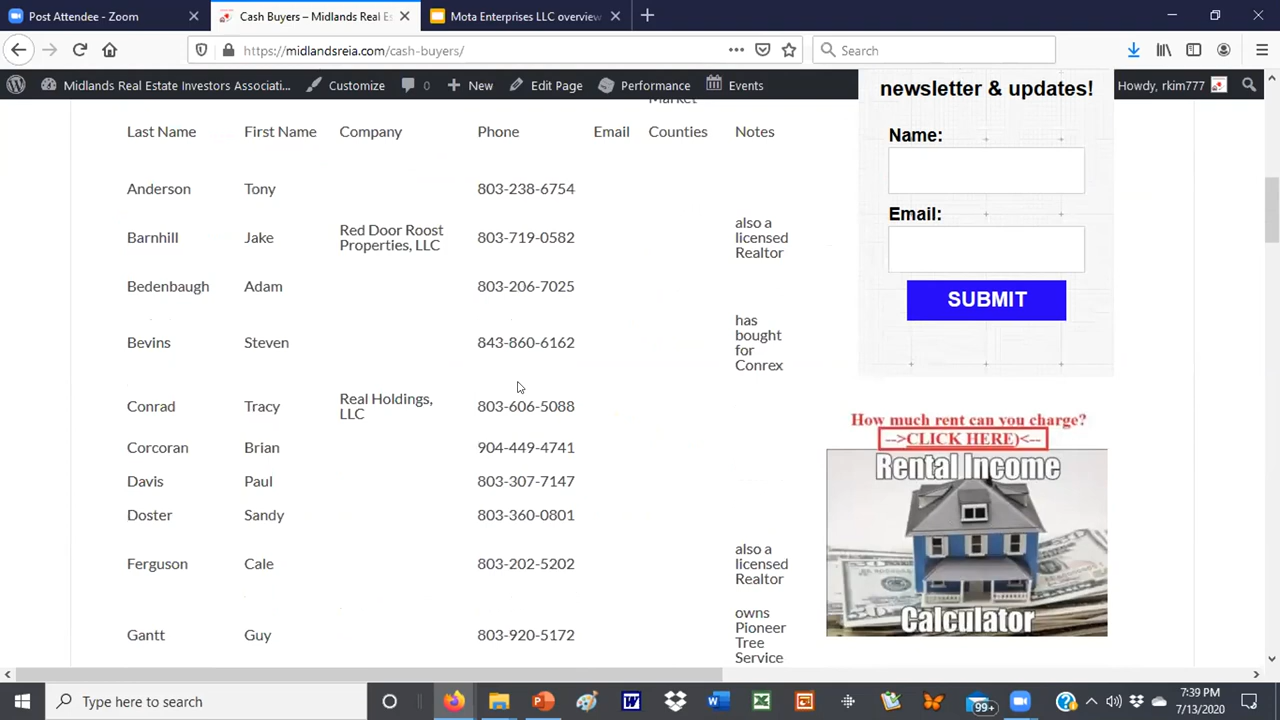 Post Attendee - Zoom
Cash Buyers – Midlands Real Es
Mota Enterprises LLC overview
https://midlandsreia.com/cash-buyers/
Search
Midlands Real Estate Investors Associati...
Customize
0
New
Edit Page
Performance
Events
Howdy, rkim777
Market
Last Name First Name Company Phone Email Counties Notes
Anderson Tony 803-238-6754
Barnhill Jake Red Door Roost Properties, LLC 803-719-0582 also a licensed Realtor
Bedenbaugh Adam 803-206-7025
Bevins Steven 843-860-6162 has bought for Conrex
Conrad Tracy Real Holdings, LLC 803-606-5088
Corcoran Brian 904-449-4741
Davis Paul 803-307-7147
Doster Sandy 803-360-0801
Ferguson Cale 803-202-5202 also a licensed Realtor
Gantt Guy 803-920-5172 owns Pioneer Tree Service
newsletter & updates!
Name:
Email:
SUBMIT
How much rent can you charge?
-->CLICK HERE)<--
Rental Income
Calculator
Type here to search
99+
7:39 PM
7/13/2020